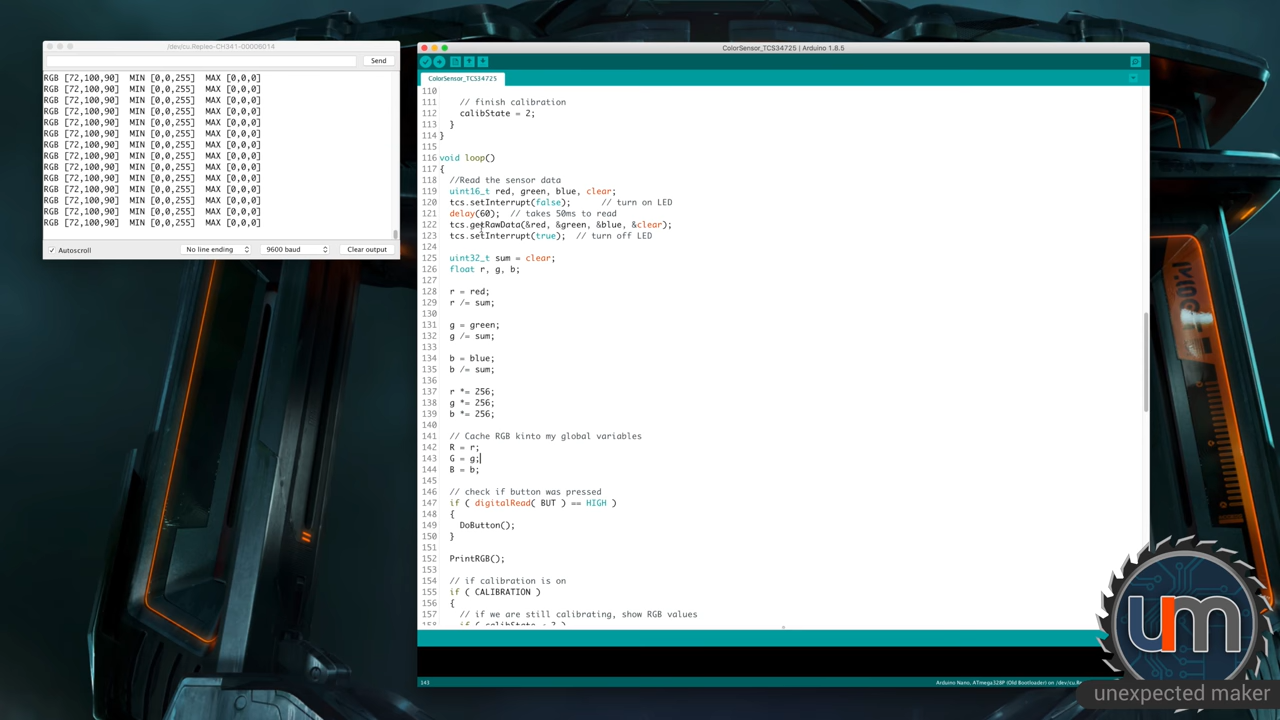 /dev/cu.Repleo-CH341-00006014
Send
RGB [72,100,90]  MIN [0,0,255]  MAX [0,0,0]
RGB [72,100,90]  MIN [0,0,255]  MAX [0,0,0]
RGB [72,100,90]  MIN [0,0,255]  MAX [0,0,0]
RGB [72,100,90]  MIN [0,0,255]  MAX [0,0,0]
RGB [72,100,90]  MIN [0,0,255]  MAX [0,0,0]
RGB [72,100,90]  MIN [0,0,255]  MAX [0,0,0]
RGB [72,100,90]  MIN [0,0,255]  MAX [0,0,0]
RGB [72,100,90]  MIN [0,0,255]  MAX [0,0,0]
RGB [72,100,90]  MIN [0,0,255]  MAX [0,0,0]
RGB [72,100,90]  MIN [0,0,255]  MAX [0,0,0]
RGB [72,100,90]  MIN [0,0,255]  MAX [0,0,0]
RGB [72,100,90]  MIN [0,0,255]  MAX [0,0,0]
RGB [72,100,90]  MIN [0,0,255]  MAX [0,0,0]
RGB [72,100,90]  MIN [0,0,255]  MAX [0,0,0]
Autoscroll No line ending 9600 baud Clear output
ColorSensor_TCS34725 | Arduino 1.8.5
ColorSensor_TCS34725
110
111 // finish calibration
112 calibState = 2;
113 }
114 }
115
116 void loop()
117 {
118 //Read the sensor data
119 uint16_t red, green, blue, clear;
120 tcs.setInterrupt(false); // turn on LED
121 delay(60); // takes 50ms to read
122 tcs.getRawData(&red, &green, &blue, &clear);
123 tcs.setInterrupt(true); // turn off LED
124
125 uint32_t sum = clear;
126 float r, g, b;
127
128 r = red;
129 r /= sum;
130
131 g = green;
132 g /= sum;
133
134 b = blue;
135 b /= sum;
136
137 r *= 256;
138 g *= 256;
139 b *= 256;
140
141 // Cache RGB kinto my global variables
142 R = r;
143 G = g;
144 B = b;
145
146 // check if button was pressed
147 if ( digitalRead( BUT ) == HIGH )
148 {
149 DoButton();
150 }
151
152 PrintRGB();
153
154 // if calibration is on
155 if ( CALIBRATION )
156 {
157 // if we are still calibrating, show RGB values
143
Arduino Nano, ATmega328P (Old Bootloader) on
um
unexpected maker